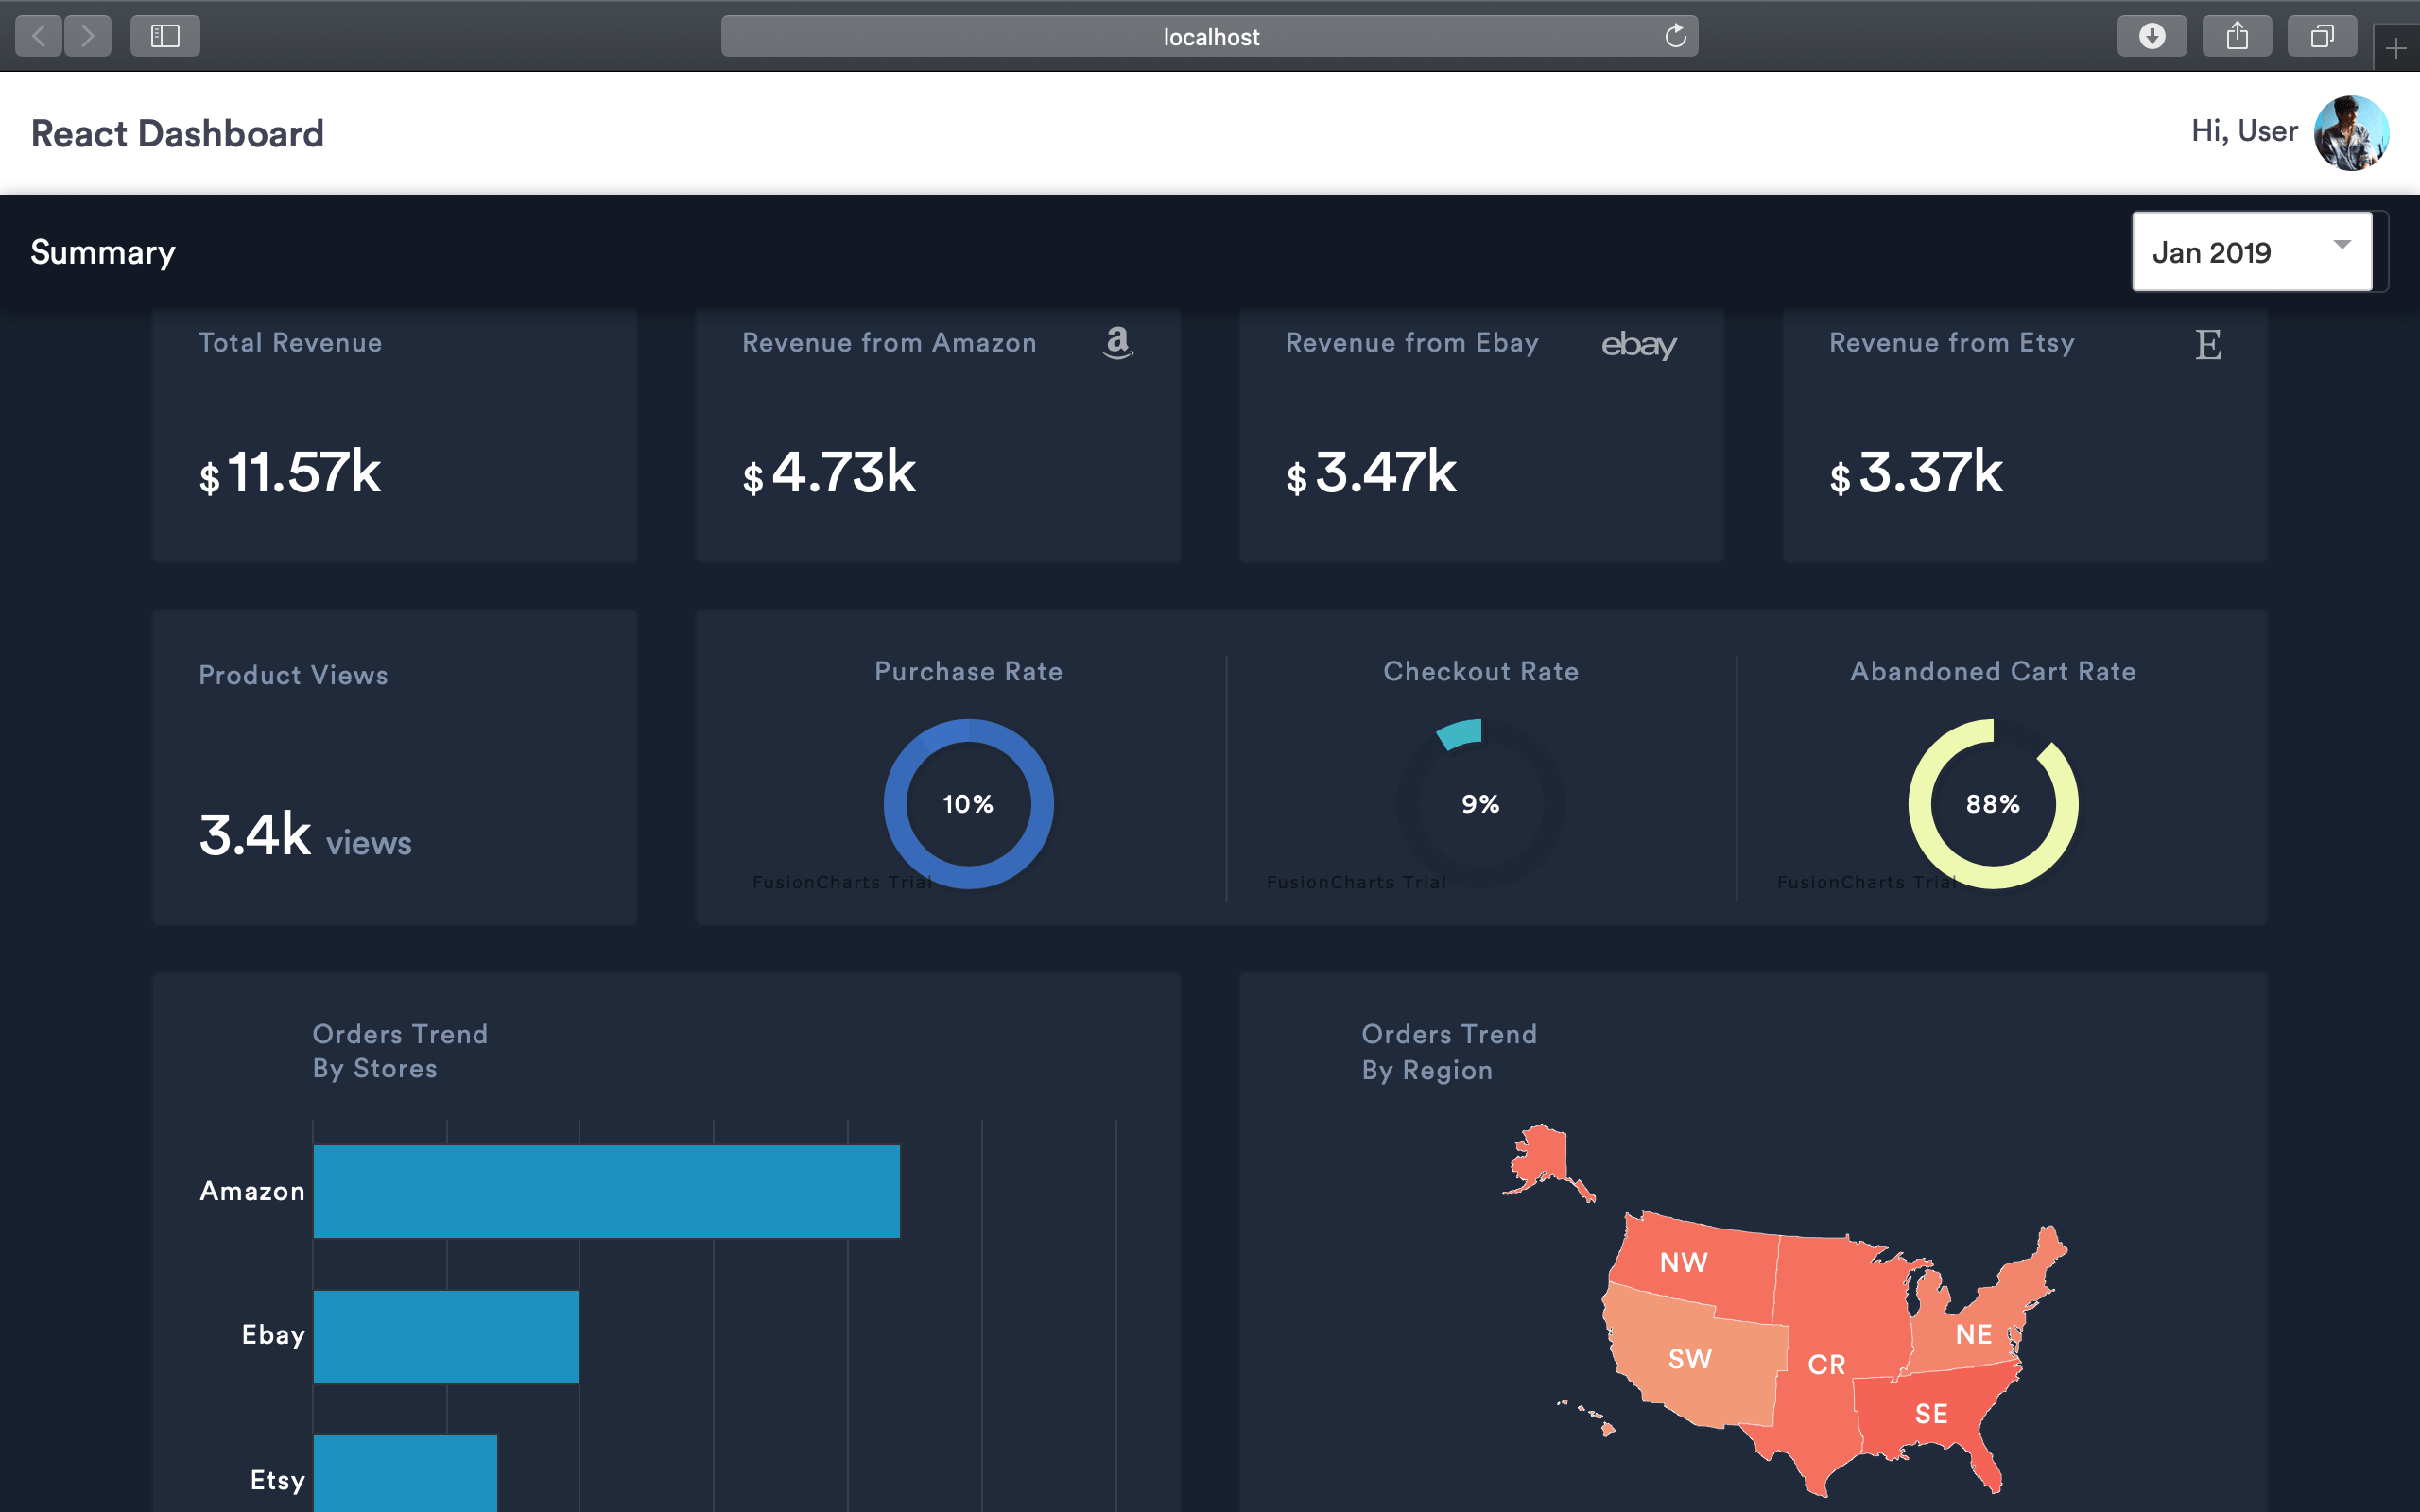 localhost
React Dashboard
Hi, User
Summary
Jan 2019
Total Revenue
Revenue from Amazon
a
Revenue from Ebay
ebay
Revenue from Etsy
E
$11.57k
$4.73k
$3.47k
$3.37k
Product Views
3.4k views
Purchase Rate
Checkout Rate
Abandoned Cart Rate
10%
9%
88%
FusionCharts Trial
FusionCharts Trial
FusionCharts Trial
Orders Trend
By Stores
Amazon
Ebay
Etsy
Orders Trend
By Region
NW
NE
SW
CR
SE